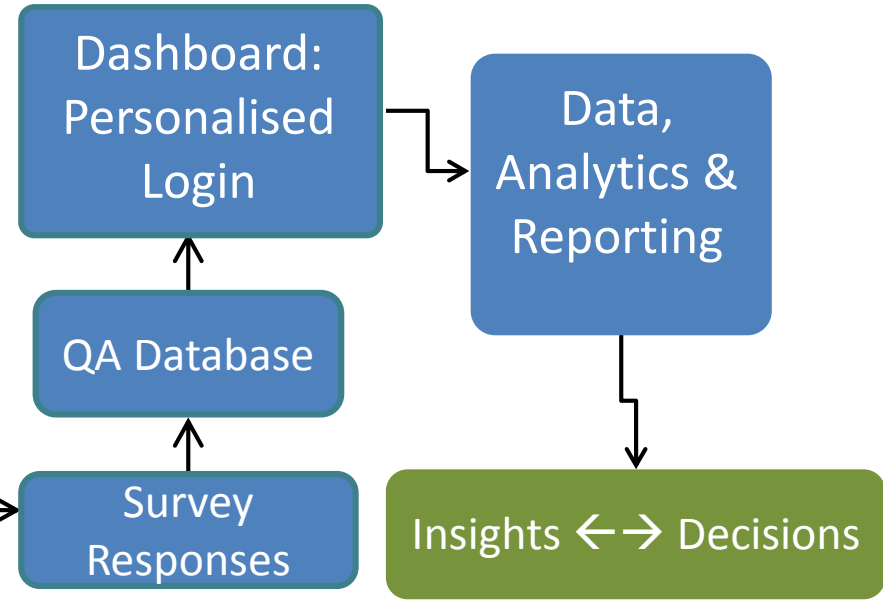 Dashboard:
Personalised
Login
Data,
Analytics &
Reporting
QA Database
Survey
Responses
Insights ←→ Decisions